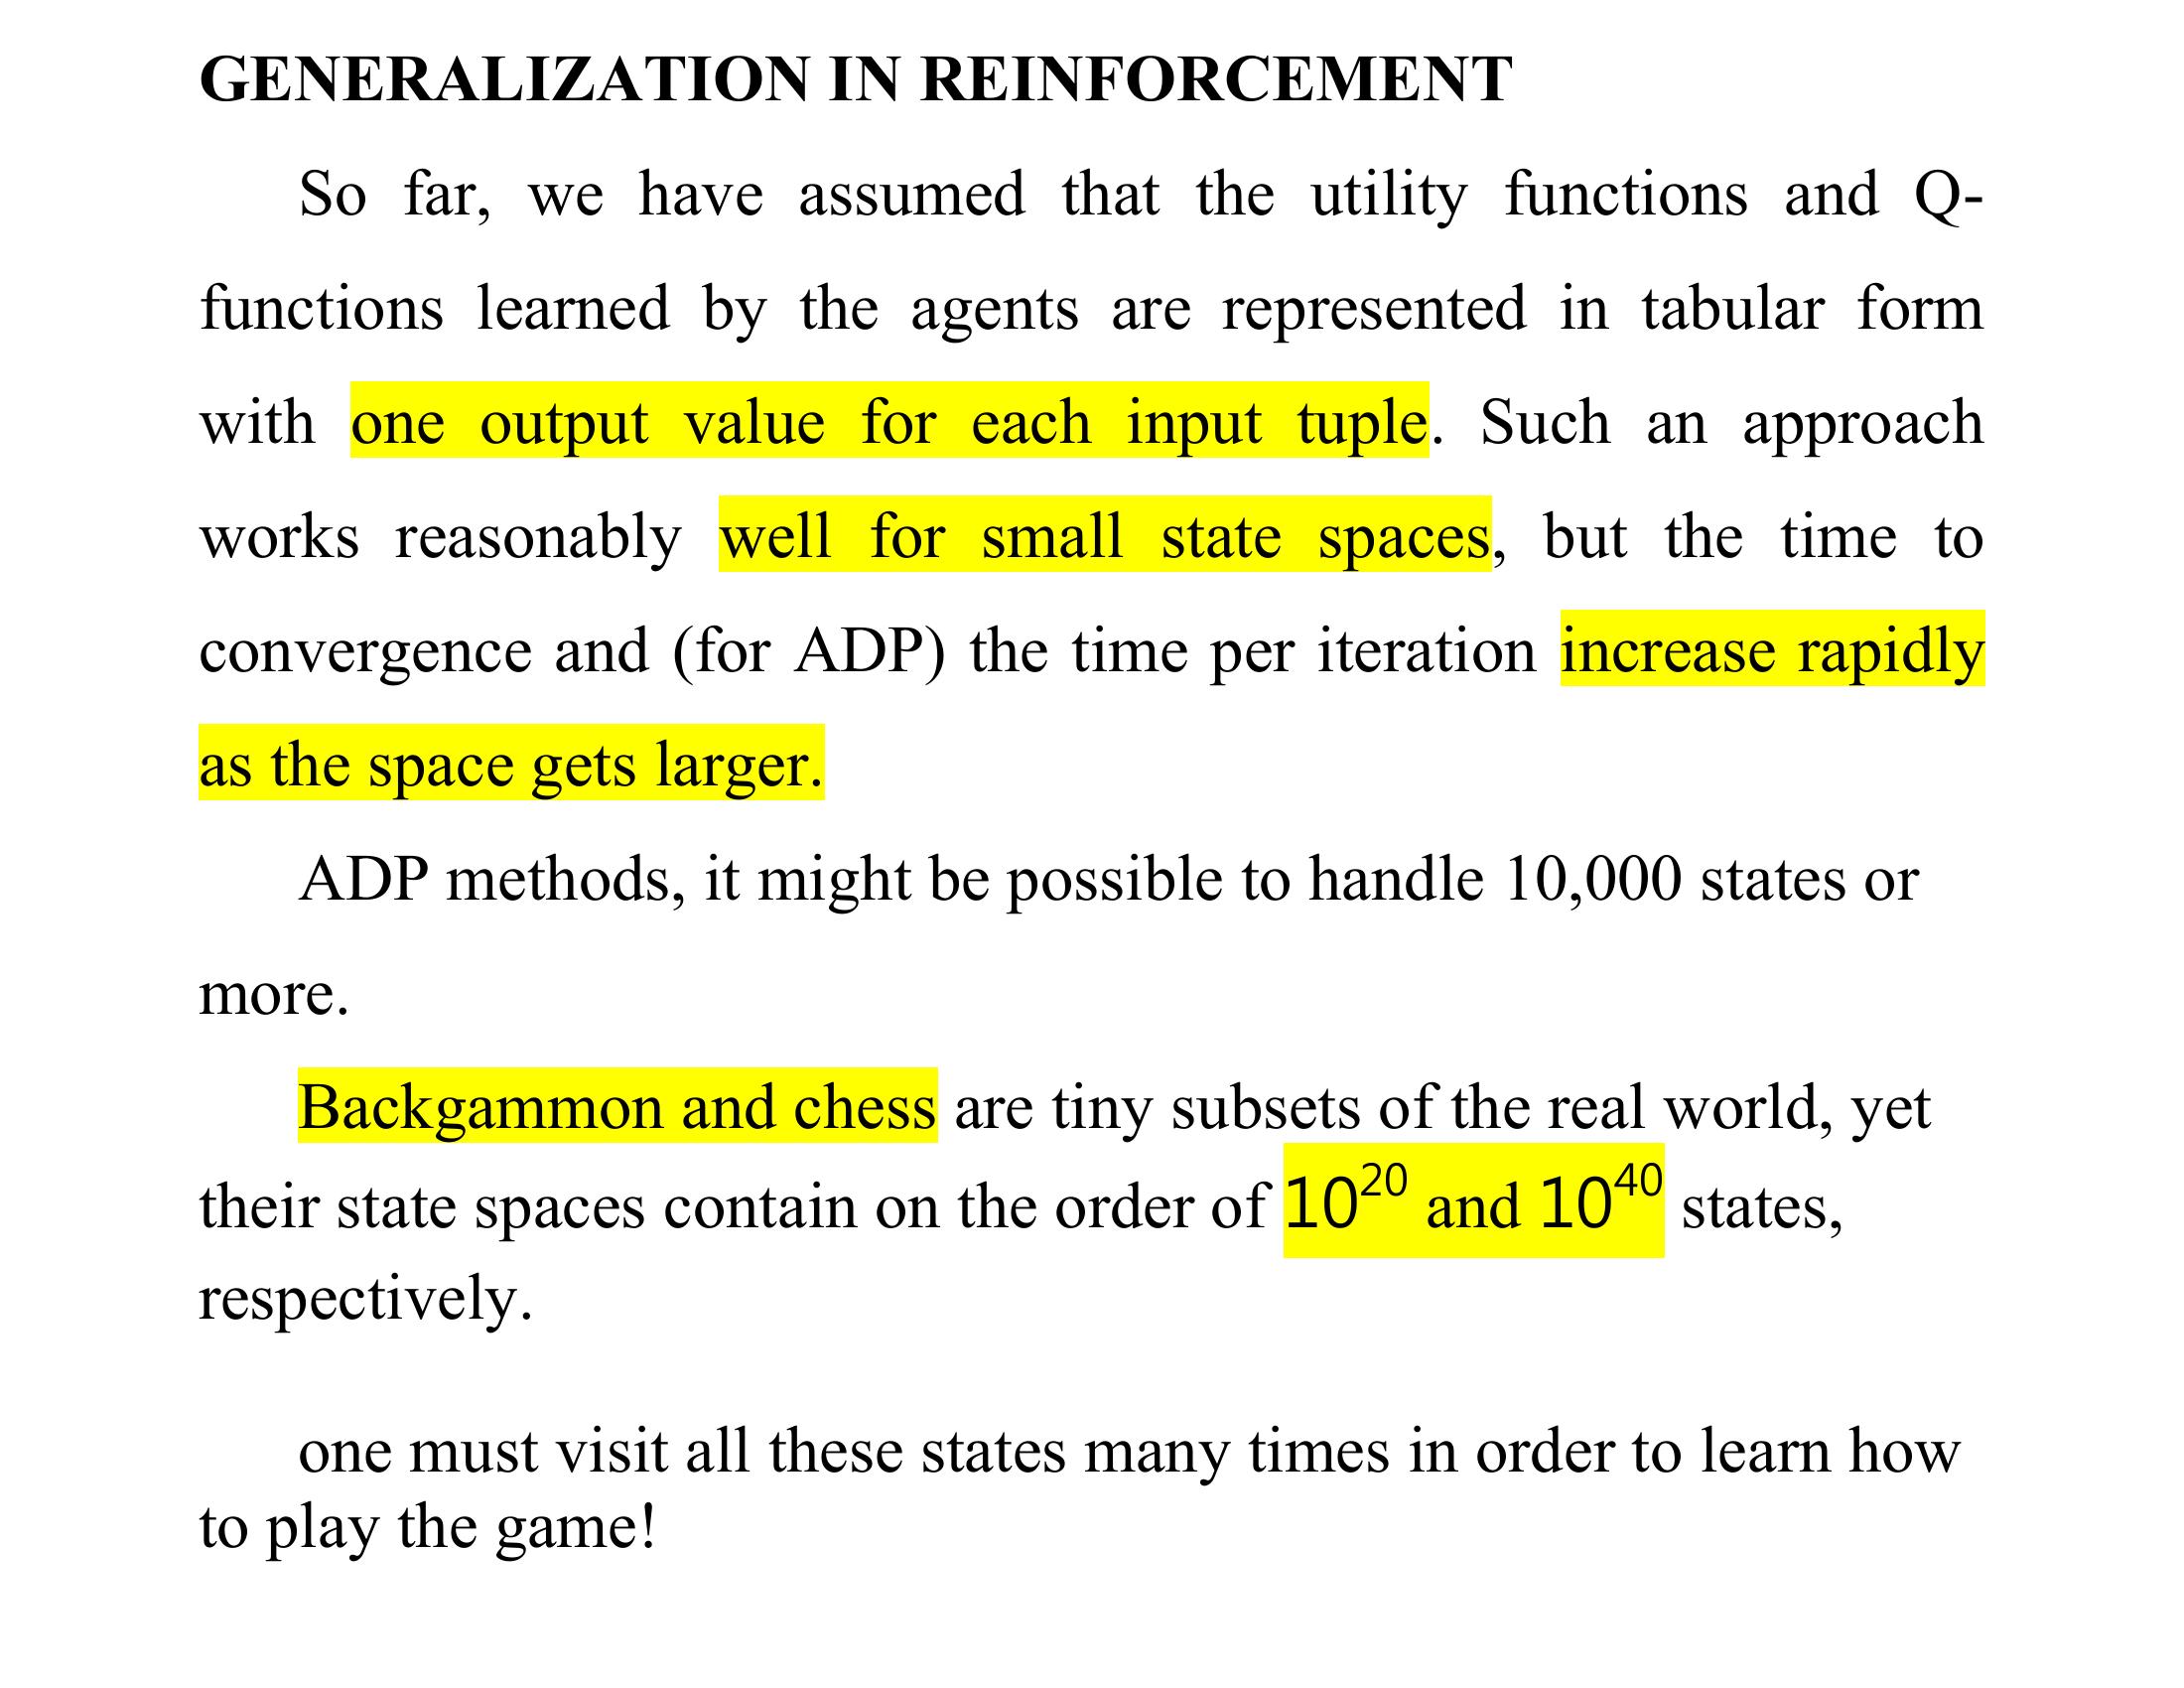 GENERALIZATION IN REINFORCEMENT
So far, we have assumed that the utility functions and Q-
functions learned by the agents are represented in tabular form
with one output value for each input tuple. Such an approach
works reasonably well for small state spaces, but the time to
convergence and (for ADP) the time per iteration increase rapidly
as the space gets larger.
ADP methods, it might be possible to handle 10,000 states or
more.
Backgammon and chess are tiny subsets of the real world, yet
their state spaces contain on the order of 10²⁰ and 10⁴⁰ states,
respectively.
one must visit all these states many times in order to learn how
to play the game!